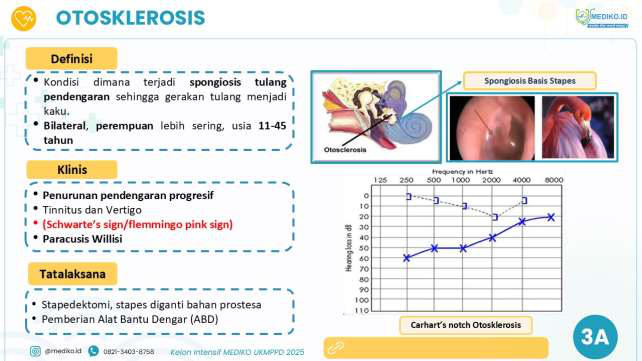 OTOSKLEROSIS
MEDIKO.ID
Definisi
• Kondisi dimana terjadi spongiosis tulang
pendengaran sehingga gerakan tulang menjadi
kaku.
• Bilateral, perempuan lebih sering, usia 11-45
tahun
Klinis
• Penurunan pendengaran progresif
• Tinnitus dan Vertigo
• (Schwarte's sign/flemmingo pink sign)
• Paracusis Willisi
Tatalaksana
• Stapedektomi, stapes diganti bahan prostesa
• Pemberian Alat Bantu Dengar (ABD)
Otosclerosis
Spongiosis Basis Stapes
Frequency in Hertz
125 250 500 1000 2000 4000 8000
Hearing loss in dB
0
10
20
30
40
50
60
70
80
90
100
110
Carhart's notch Otosklerosis
3A
@mediko.id 0821-3403-8758 Kelon Intensif MEDIKO UKMPPD 2025